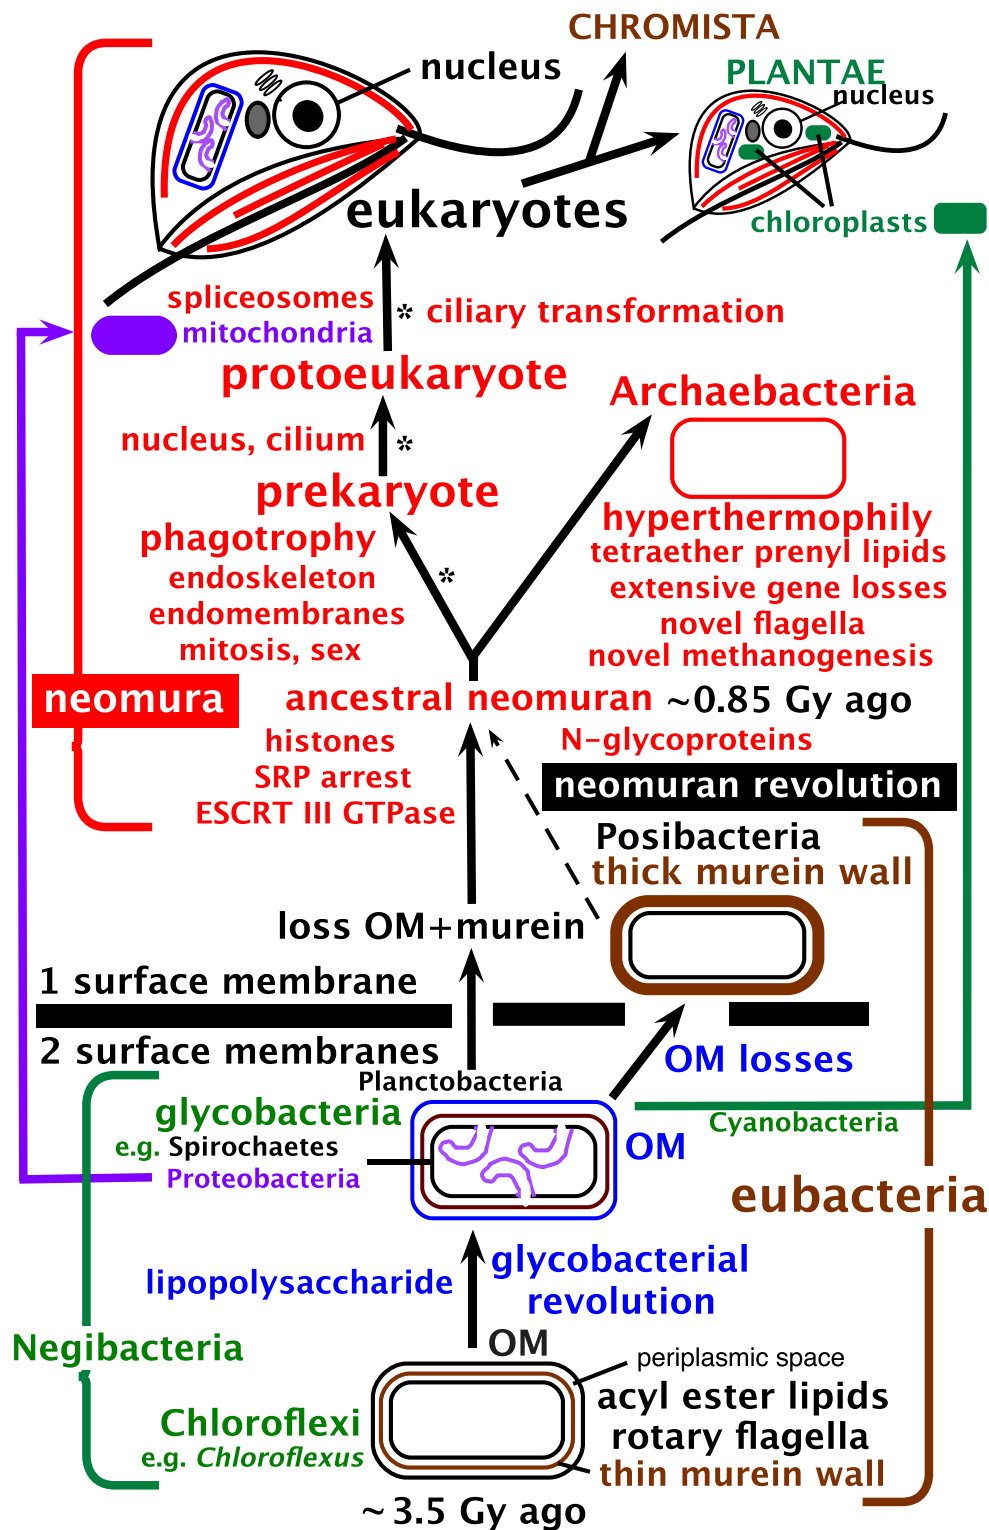 CHROMISTA
nucleus
PLANTAE
nucleus
eukaryotes
chloroplasts
spliceosomes
* ciliary transformation
mitochondria
protoeukaryote
Archaebacteria
nucleus, cilium
*
prekaryote
hyperthermophily
phagotrophy
tetraether prenyl lipids
endoskeleton
*
extensive gene losses
endomembranes
novel flagella
mitosis, sex
novel methanogenesis
neomura
ancestral neomuran
~0.85 Gy ago
histones
N-glycoproteins
SRP arrest
neomuran revolution
ESCRT III GTPase
Posibacteria
thick murein wall
loss OM+murein
1 surface membrane
2 surface membranes
OM losses
Planctobacteria
glycobacteria
Cyanobacteria
e.g. Spirochaetes
OM
Proteobacteria
eubacteria
glycobacterial
lipopolysaccharide
revolution
Negibacteria
OM
periplasmic space
acyl ester lipids
Chloroflexi
rotary flagella
e.g. Chloroflexus
thin murein wall
~3.5 Gy ago